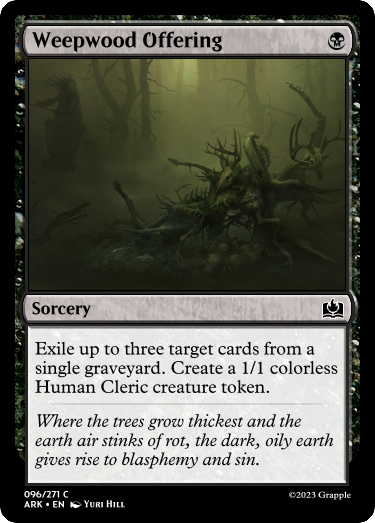 Weepwood Offering
Sorcery
Exile up to three target cards from a
single graveyard. Create a 1/1 colorless
Human Cleric creature token.
Where the trees grow thickest and the
earth air stinks of rot, the dark, oily earth
gives rise to blasphemy and sin.
096/271 C
ARK • EN Yuri Hill
©2023 Grapple